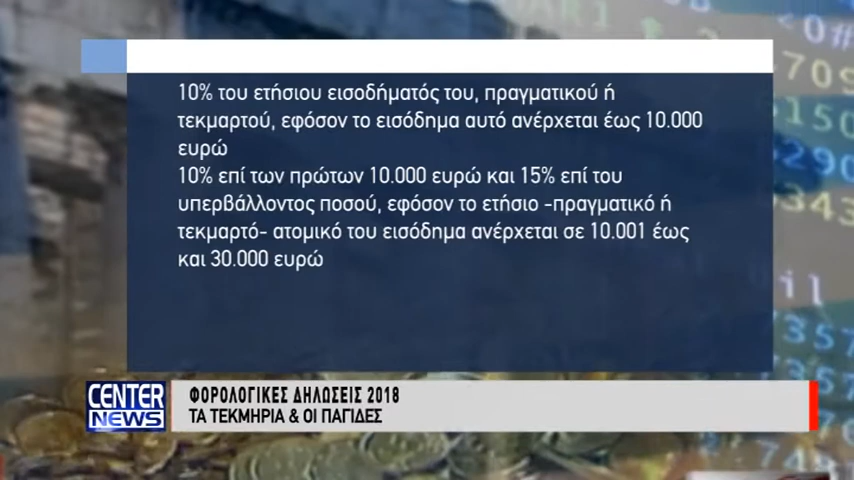 10% του ετήσιου εισοδήματός του, πραγματικού ή
τεκμαρτού, εφόσον το εισόδημα αυτό ανέρχεται έως 10.000
ευρώ
10% επί των πρώτων 10.000 ευρώ και 15% επί του
υπερβάλλοντος ποσού, εφόσον το ετήσιο -πραγματικό ή
τεκμαρτό- ατομικό του εισόδημα ανέρχεται σε 10.001 έως
και 30.000 ευρώ
CENTER
NEWS
ΦΟΡΟΛΟΓΙΚΕΣ ΔΗΛΩΣΕΙΣ 2018
ΤΑ ΤΕΚΜΗΡΙΑ & ΟΙ ΠΑΓΙΔΕΣ